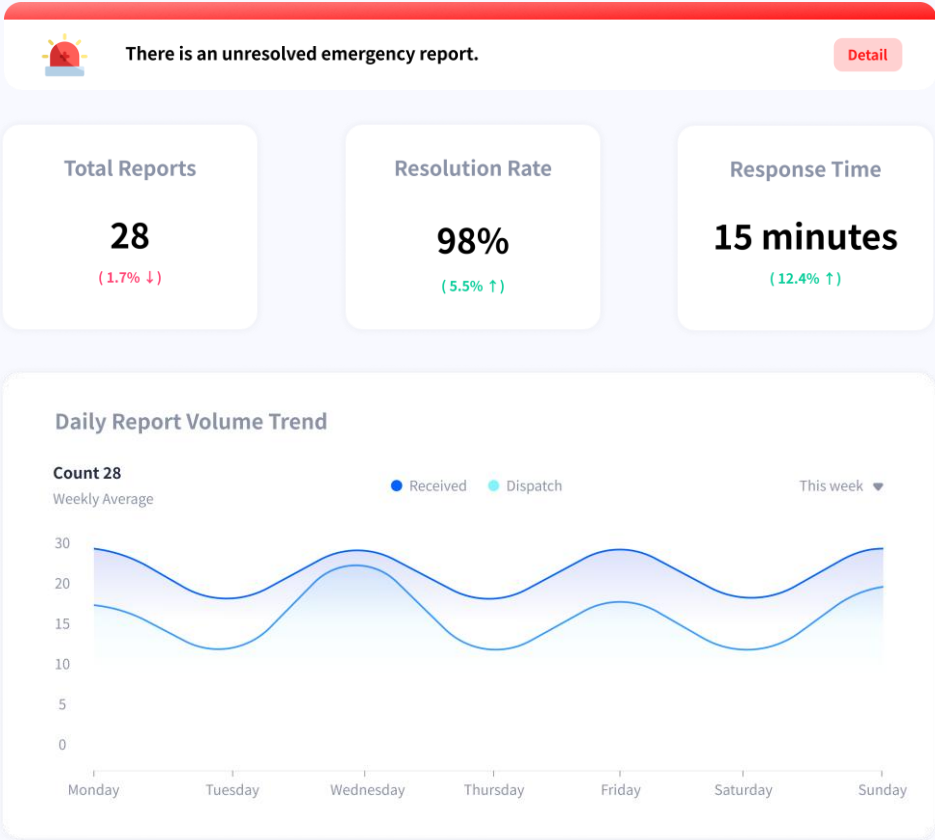 There is an unresolved emergency report.
Detail
Total Reports
28
( 1.7% ↓ )
Resolution Rate
98%
( 5.5% ↑ )
Response Time
15 minutes
( 12.4% ↑ )
Daily Report Volume Trend
Count 28
Weekly Average
Received
Dispatch
This week
30
20
15
10
5
0
Monday
Tuesday
Wednesday
Thursday
Friday
Saturday
Sunday